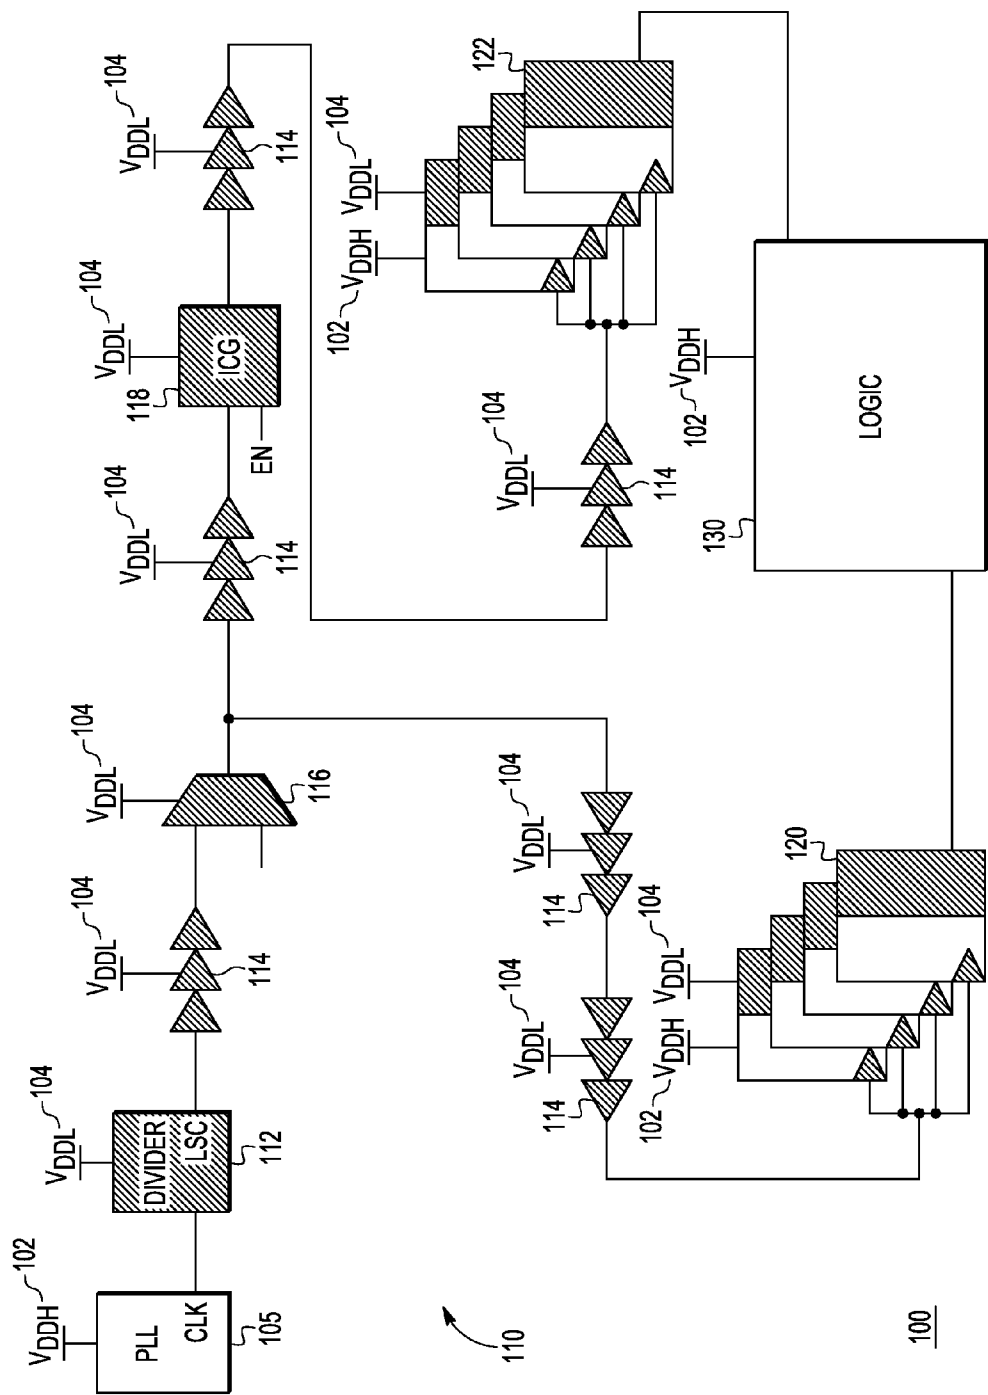 VDDH 102
PLL
CLK
105
VDDL 104
DIVIDER
LSC
112
VDDL 104
114
VDDL 104
116
VDDL 104
114
VDDL 104
118
ICG
EN
VDDL 104
114
VDDL 104
114
VDDL 104
114
102 VDDH
VDDL 104
120
VDDL 104
114
102 VDDH
VDDL 104
122
102 VDDH
130
LOGIC
110
100